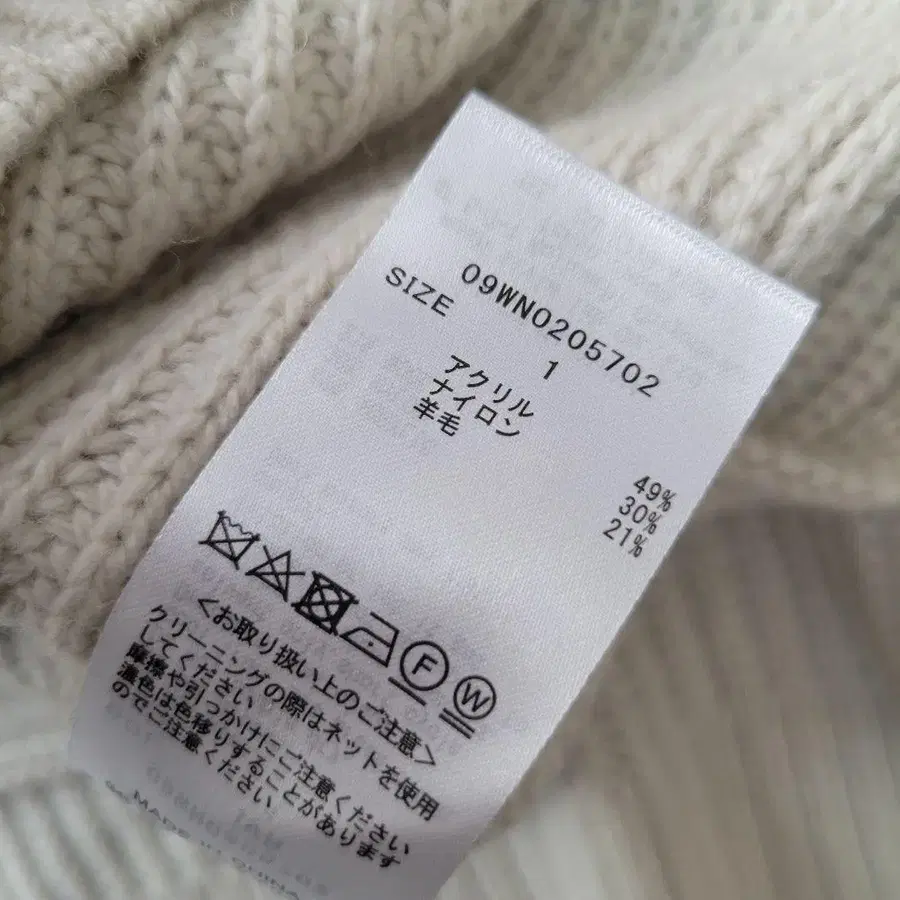 09WN0205702
SIZE 1
アクリル 49%
ナイロン 30%
羊毛 21%
F W
<お取り扱い上のご注意>
クリーニングの際はネットを使用
してください
摩擦や引っかけにご注意ください
濃色は色移りすることがあります
のでご注意ください
MADE IN CHINA